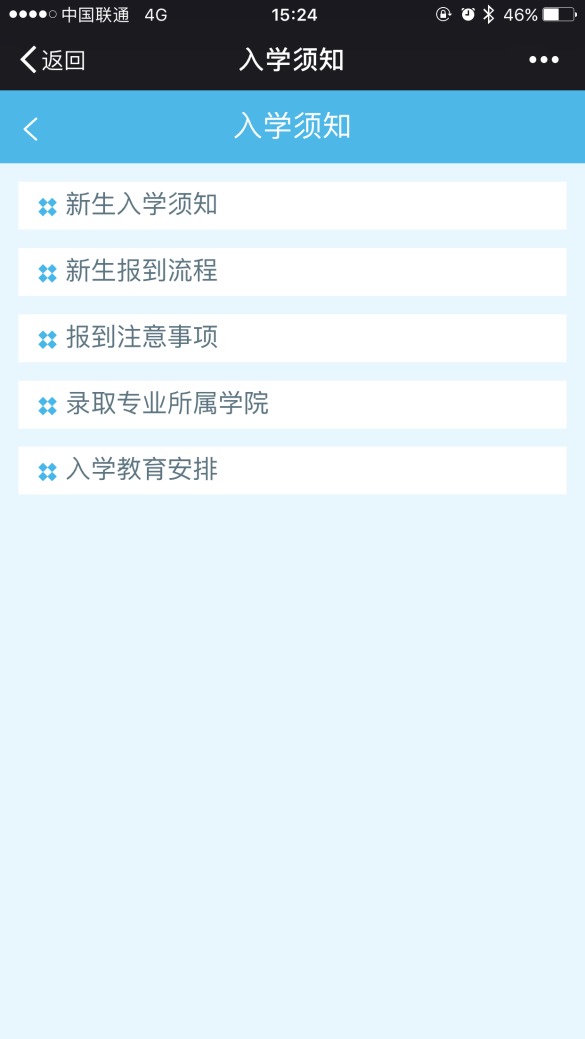 中国联通 4G 15:24 46%
返回 入学须知
入学须知
新生入学须知
新生报到流程
报到注意事项
录取专业所属学院
入学教育安排